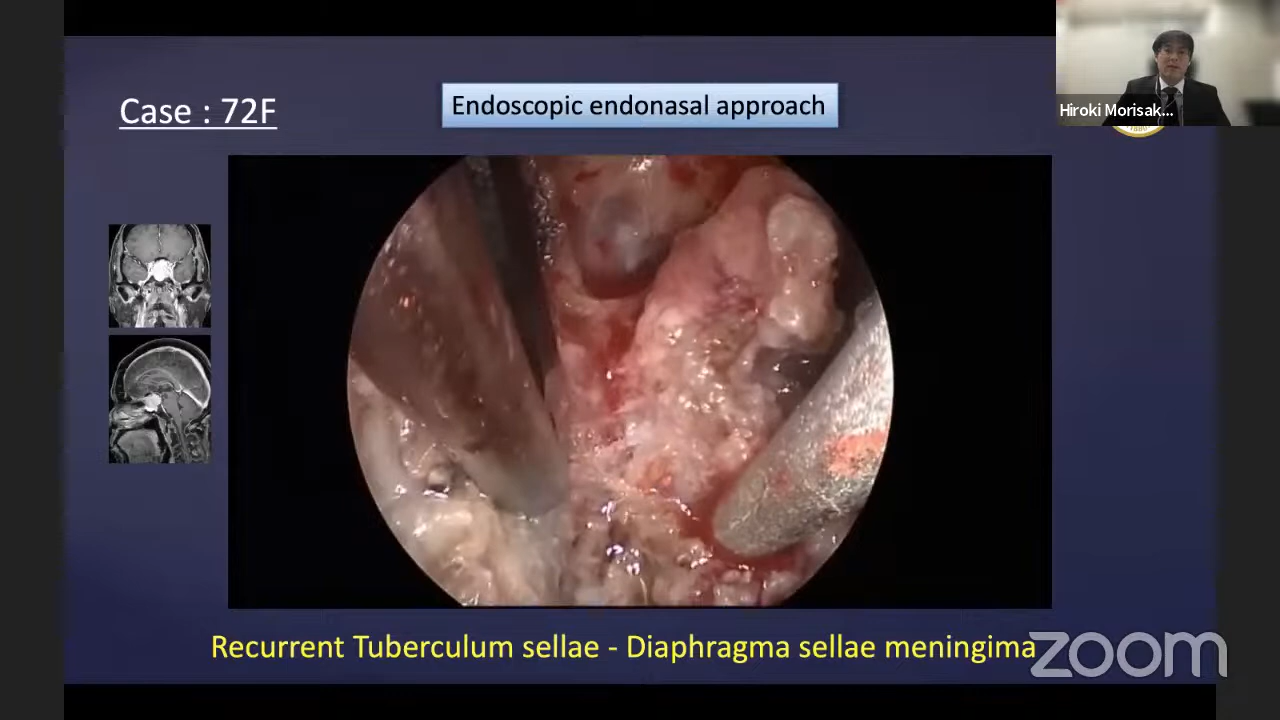 Case : 72F
Endoscopic endonasal approach
Hiroki Morisak...
Recurrent Tuberculum sellae - Diaphragma sellae meningima
zoom